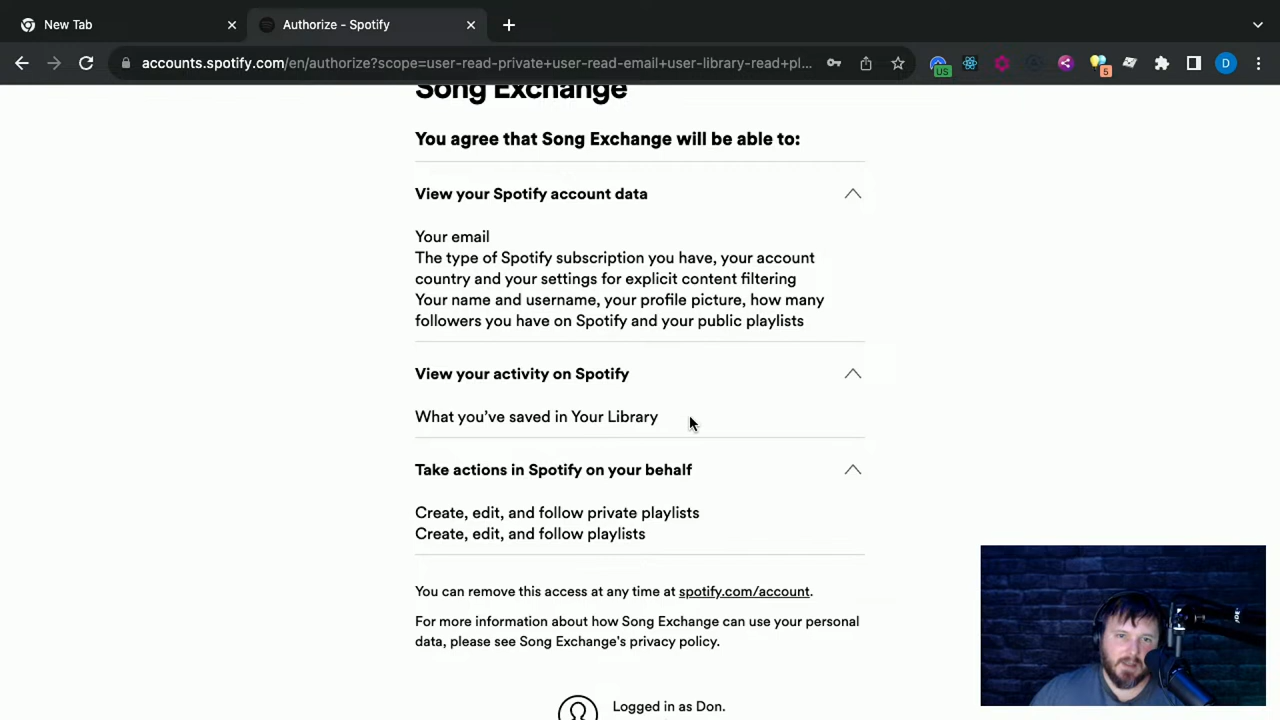 New Tab
Authorize - Spotify
accounts.spotify.com/en/authorize?scope=user-read-private+user-read-email+user-library-read+pl...
US
5
D
Song Exchange
You agree that Song Exchange will be able to:
View your Spotify account data
Your email
The type of Spotify subscription you have, your account
country and your settings for explicit content filtering
Your name and username, your profile picture, how many
followers you have on Spotify and your public playlists
View your activity on Spotify
What you’ve saved in Your Library
Take actions in Spotify on your behalf
Create, edit, and follow private playlists
Create, edit, and follow playlists
You can remove this access at any time at spotify.com/account.
For more information about how Song Exchange can use your personal
data, please see Song Exchange's privacy policy.
Logged in as Don.